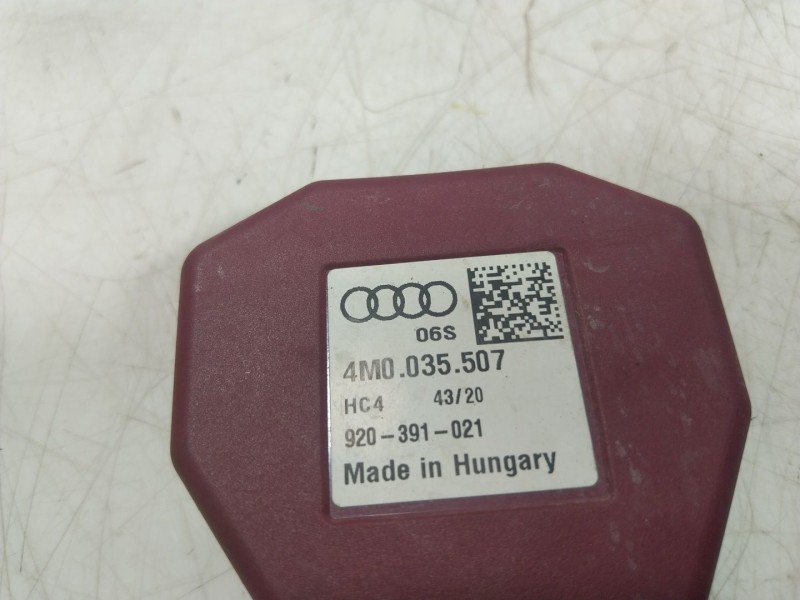 06S
4M0.035.507
HC4 43/20
920-391-021
Made in Hungary